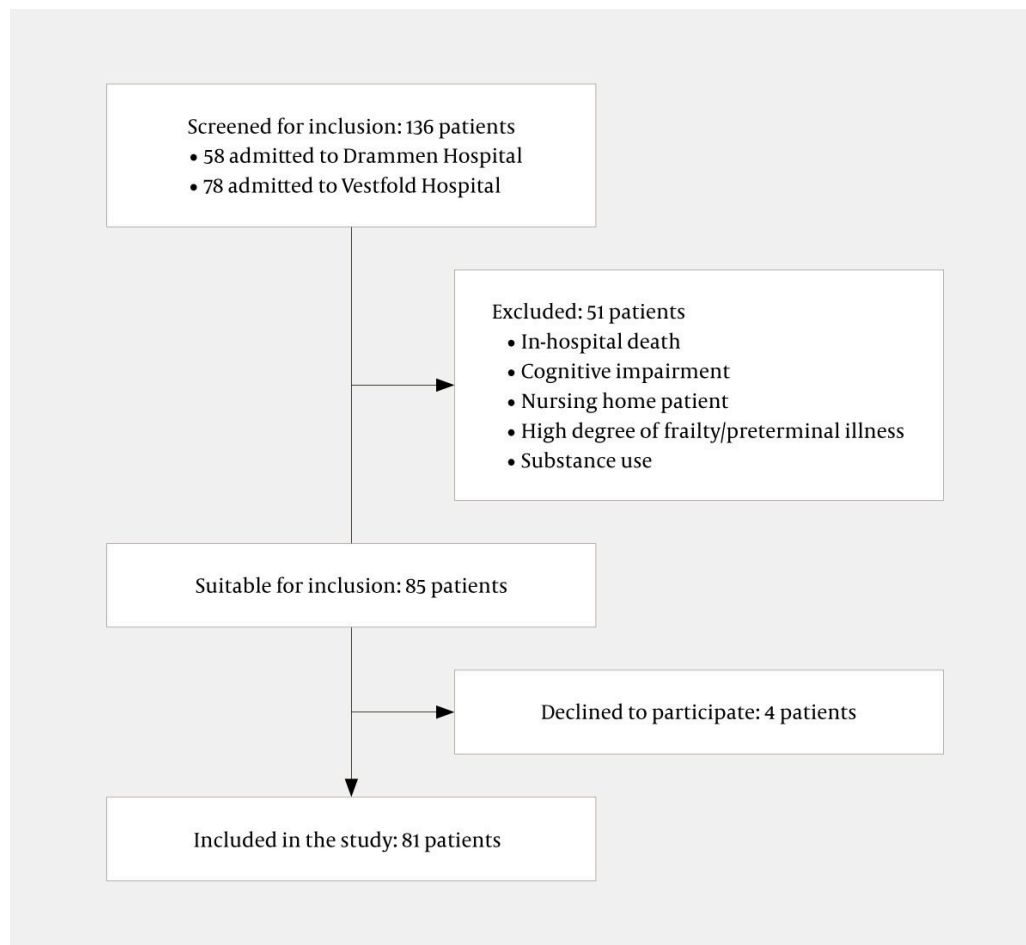 Screened for inclusion: 136 patients
• 58 admitted to Drammen Hospital
• 78 admitted to Vestfold Hospital
Excluded: 51 patients
• In-hospital death
• Cognitive impairment
• Nursing home patient
• High degree of frailty/preterminal illness
• Substance use
Suitable for inclusion: 85 patients
Declined to participate: 4 patients
Included in the study: 81 patients